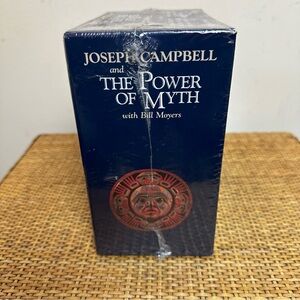 JOSEPH CAMPBELL
and
THE POWER
OF MYTH
with Bill Moyers